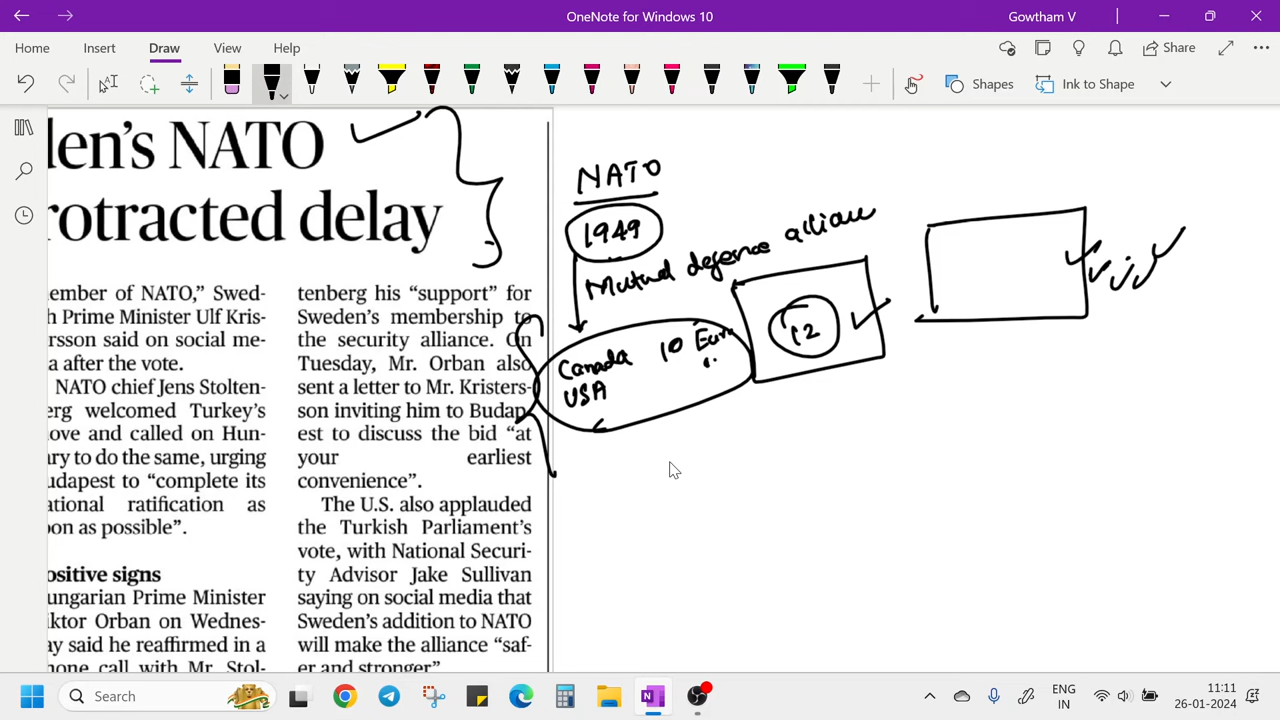 OneNote for Windows 10
Gowtham V
Home
Insert
Draw
View
Help
Share
Shapes
Ink to Shape
den's NATO
rotracted delay
ember of NATO," Swed-
h Prime Minister Ulf Kris-
ersson said on social me-
a after the vote.
NATO chief Jens Stolten-
erg welcomed Turkey's
ove and called on Hun-
ary to do the same, urging
udapest to "complete its
ational ratification as
oon as possible".
ositive signs
ungarian Prime Minister
ktor Orban on Wednes-
ay said he reaffirmed in a
hone call with Mr. Stol-
tenberg his "support" for
Sweden's membership to
the security alliance. On
Tuesday, Mr. Orban also
sent a letter to Mr. Kristers-
son inviting him to Budap
est to discuss the bid "at
your earliest
convenience".
The U.S. also applauded
the Turkish Parliament's
vote, with National Securi-
ty Advisor Jake Sullivan
saying on social media that
Sweden's addition to NATO
will make the alliance "saf-
er and stronger"
NATO
1949
Mutual defense alliance
Canada 10 Euro
USA
12
Search
ENG
IN
11:11
26-01-2024